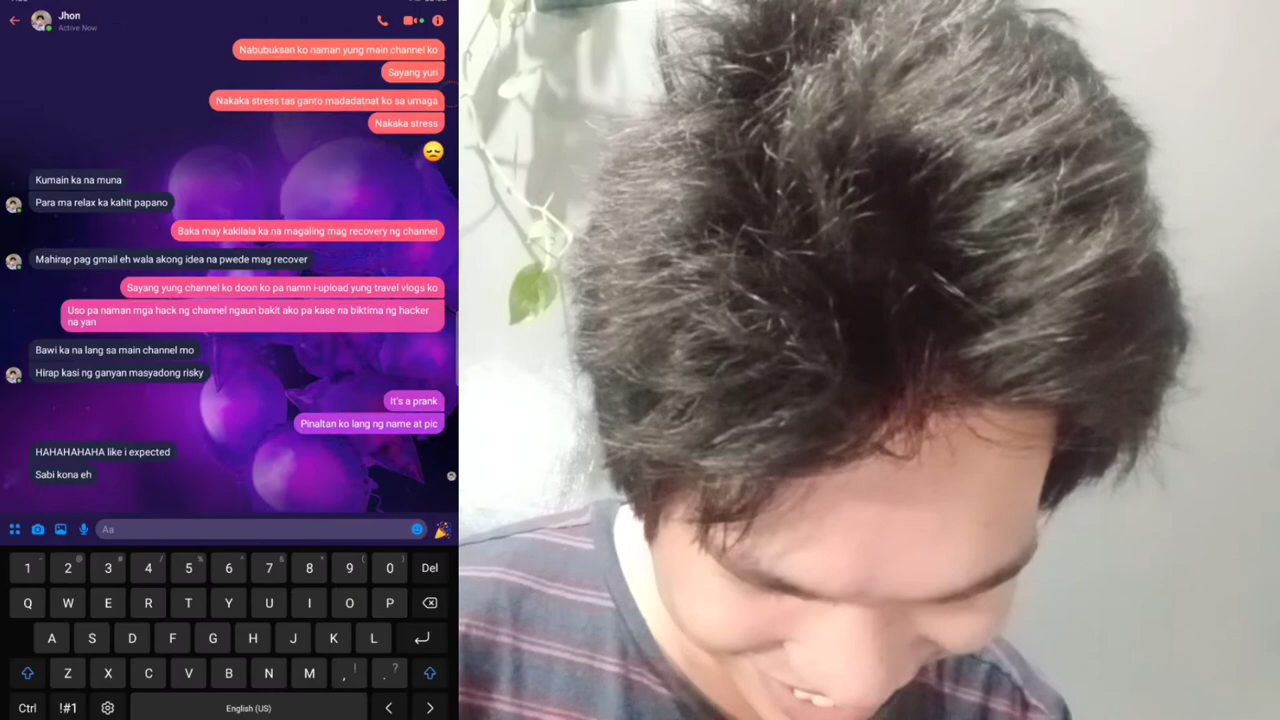 Jhon
Active Now
Nabubuksan ko naman yung main channel ko
Sayang yun
Nakaka stress tas ganto madadatnat ko sa umaga
Nakaka stress
Kumain ka na muna
Para ma relax ka kahit papano
Baka may kakilala ka na magaling mag recovery ng channel
Mahirap pag gmail eh wala akong idea na pwede mag recover
Sayang yung channel ko doon ko pa namn i-upload yung travel vlogs ko
Uso pa naman mga hack ng channel ngaun bakit ako pa kase na biktima ng hacker
na yan
Bawi ka na lang sa main channel mo
Hirap kasi ng ganyan masyadong risky
It's a prank
Pinaltan ko lang ng name at pic
HAHAHAHAHA like i expected
Sabi kona eh
Aa
1 2 3 4 5 6 7 8 9 0 Del
Q W E R T Y U I O P
A S D F G H J K L
Z X C V B N M , ! . ?
Ctrl !#1 English (US) < >